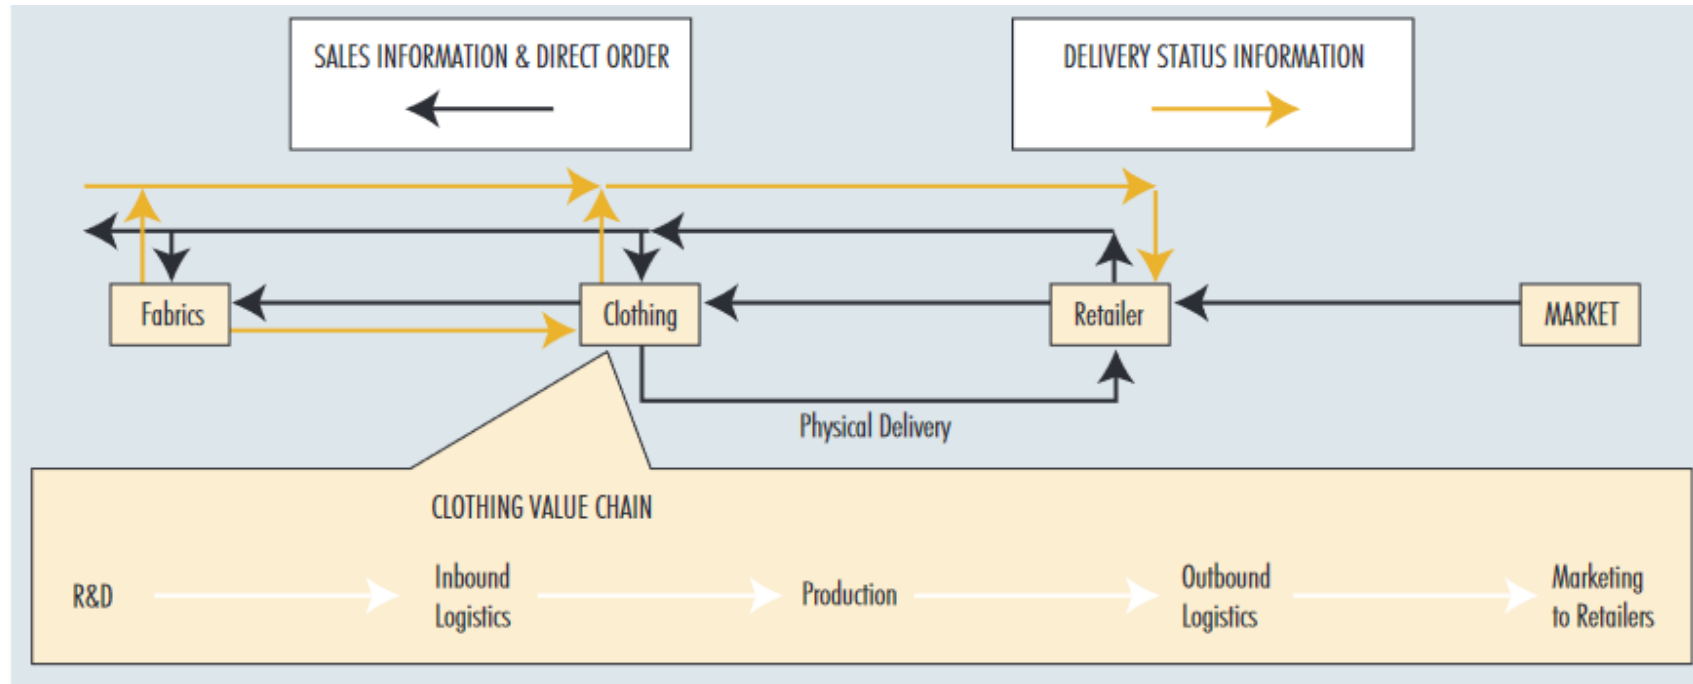 SALES INFORMATION & DIRECT ORDER
DELIVERY STATUS INFORMATION
Fabrics
Clothing
Retailer
MARKET
Physical Delivery
CLOTHING VALUE CHAIN
R&D
Inbound
Logistics
Production
Outbound
Logistics
Marketing
to Retailers